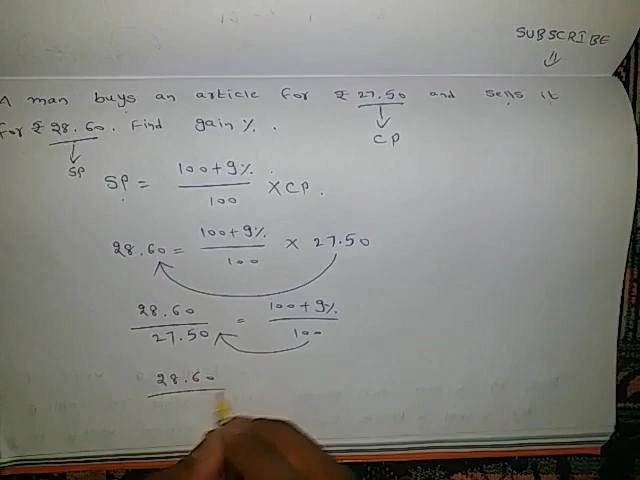 SUBSCRIBE
A man buys an article for ₹ 27.50 and sells it
for ₹ 28.60. Find gain %.
SP CP
SP = 100+g% / 100 × CP.
28.60 = 100+g% / 100 × 27.50
28.60 / 27.50 = 100+g% / 100
28.60